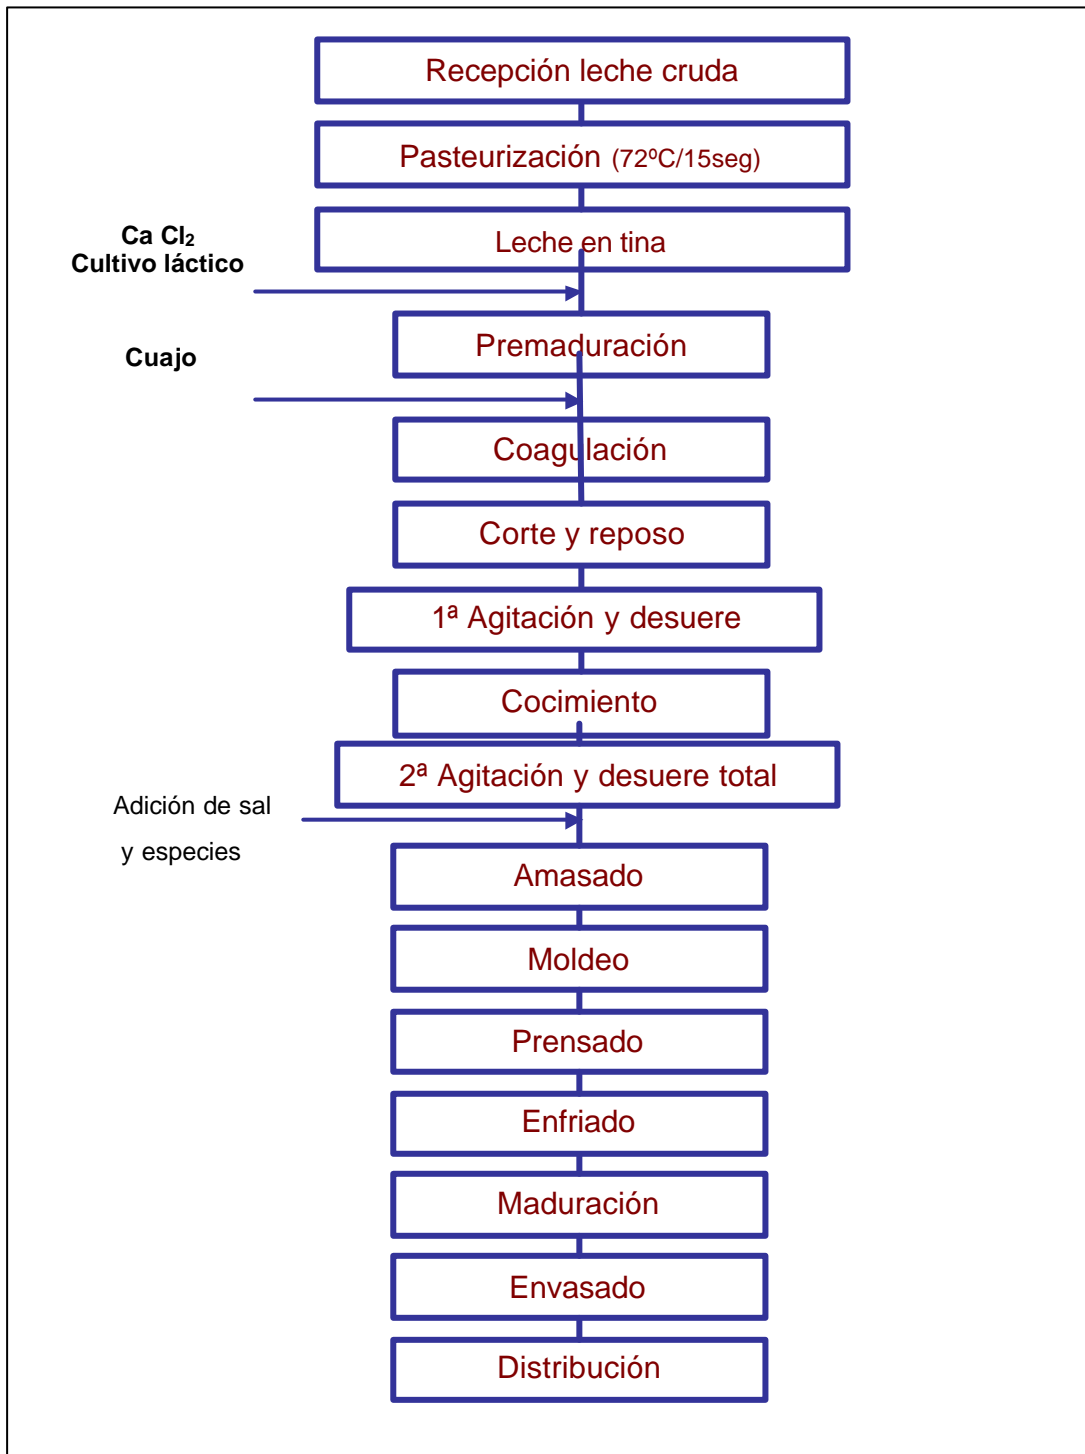 Recepción leche cruda
Pasteurización (72ºC/15seg)
Leche en tina
Ca Cl₂
Cultivo láctico
Premaduración
Cuajo
Coagulación
Corte y reposo
1ª Agitación y desuere
Cocimiento
2ª Agitación y desuere total
Adición de sal
y especies
Amasado
Moldeo
Prensado
Enfriado
Maduración
Envasado
Distribución